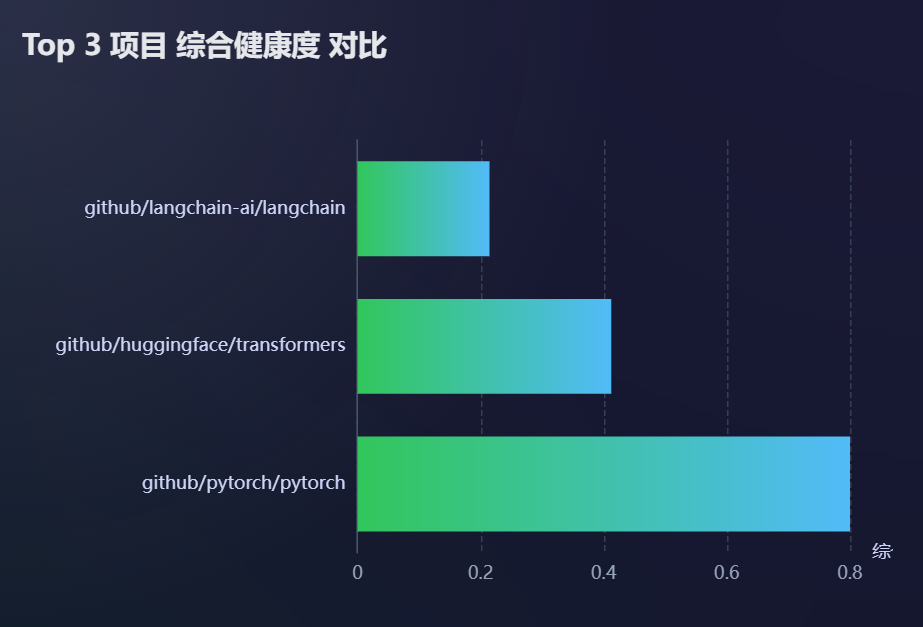 Top 3 项目 综合健康度 对比
github/langchain-ai/langchain
github/huggingface/transformers
github/pytorch/pytorch
综
0 0.2 0.4 0.6 0.8